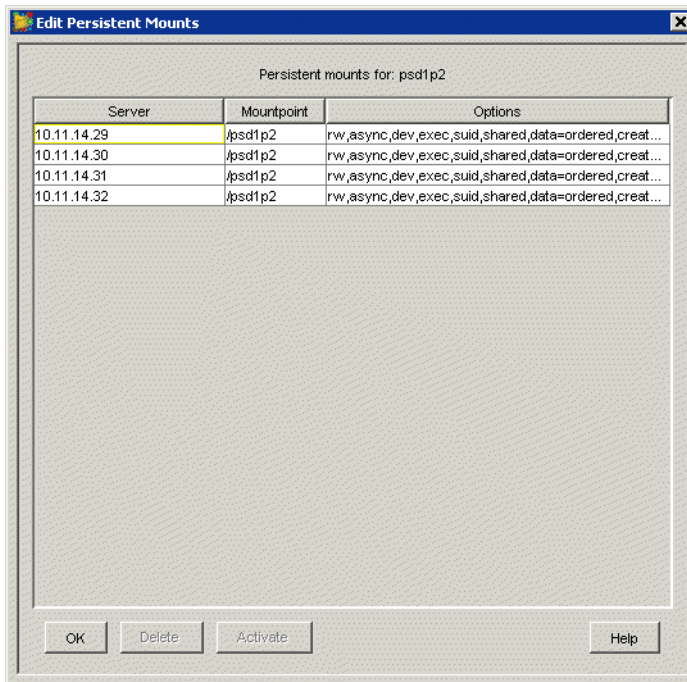 Edit Persistent Mounts
Persistent mounts for: psd1p2
Server Mountpoint Options
10.11.14.29 /psd1p2 rw,async,dev,exec,suid,shared,data=ordered,creat...
10.11.14.30 /psd1p2 rw,async,dev,exec,suid,shared,data=ordered,creat...
10.11.14.31 /psd1p2 rw,async,dev,exec,suid,shared,data=ordered,creat...
10.11.14.32 /psd1p2 rw,async,dev,exec,suid,shared,data=ordered,creat...
OK Delete Activate Help